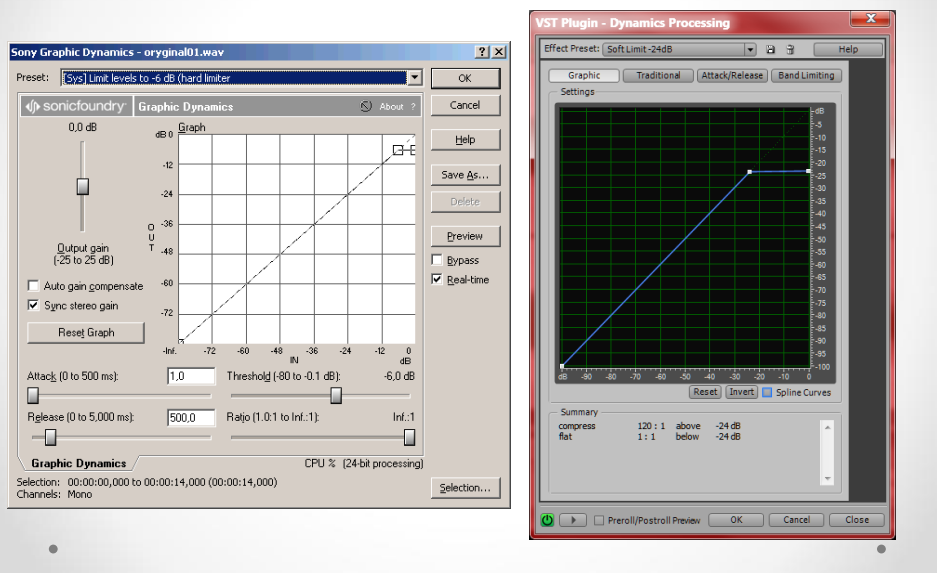 Sony Graphic Dynamics - oryginal01.wav
Preset: [Sys] Limit levels to -6 dB (hard limiter
OK
sonicfoundry Graphic Dynamics About ?
Cancel
0,0 dB
Graph
dB 0
-12
-24
-36
-48
-60
-72
O
U
T
-Inf. -72 -60 -48 -36 -24 -12 0
IN dB
Help
Save As...
Delete
Preview
Bypass
Real-time
Output gain
(-25 to 25 dB)
Auto gain compensate
Sync stereo gain
Reset Graph
Attack (0 to 500 ms): 1,0 Threshold (-80 to -0.1 dB): -6,0 dB
Release (0 to 5,000 ms): 500,0 Ratio (1.0:1 to Inf.:1): Inf.:1
Graphic Dynamics CPU % (24-bit processing)
Selection: 00:00:00,000 to 00:00:14,000 (00:00:14,000)
Channels: Mono
Selection...
VST Plugin - Dynamics Processing
Effect Preset: Soft Limit -24dB Help
Graphic Traditional Attack/Release Band Limiting
Settings
dB
-5
-10
-15
-20
-25
-30
-35
-40
-45
-50
-55
-60
-65
-70
-75
-80
-85
-90
-95
-100
dB -90 -80 -70 -60 -50 -40 -30 -20 -10 0
Reset Invert Spline Curves
Summary
compress 120 : 1 above -24 dB
flat 1 : 1 below -24 dB
Preroll/Postroll Preview OK Cancel Close